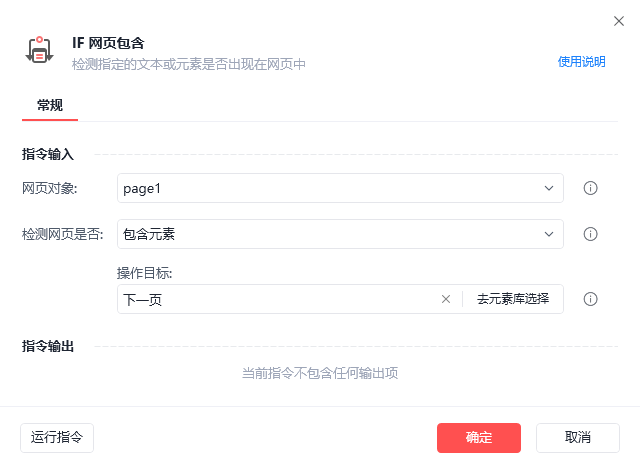 IF 网页包含
检测指定的文本或元素是否出现在网页中
使用说明
常规
指令输入
网页对象:
page1
检测网页是否:
包含元素
操作目标:
下一页
去元素库选择
指令输出
当前指令不包含任何输出项
运行指令
确定
取消